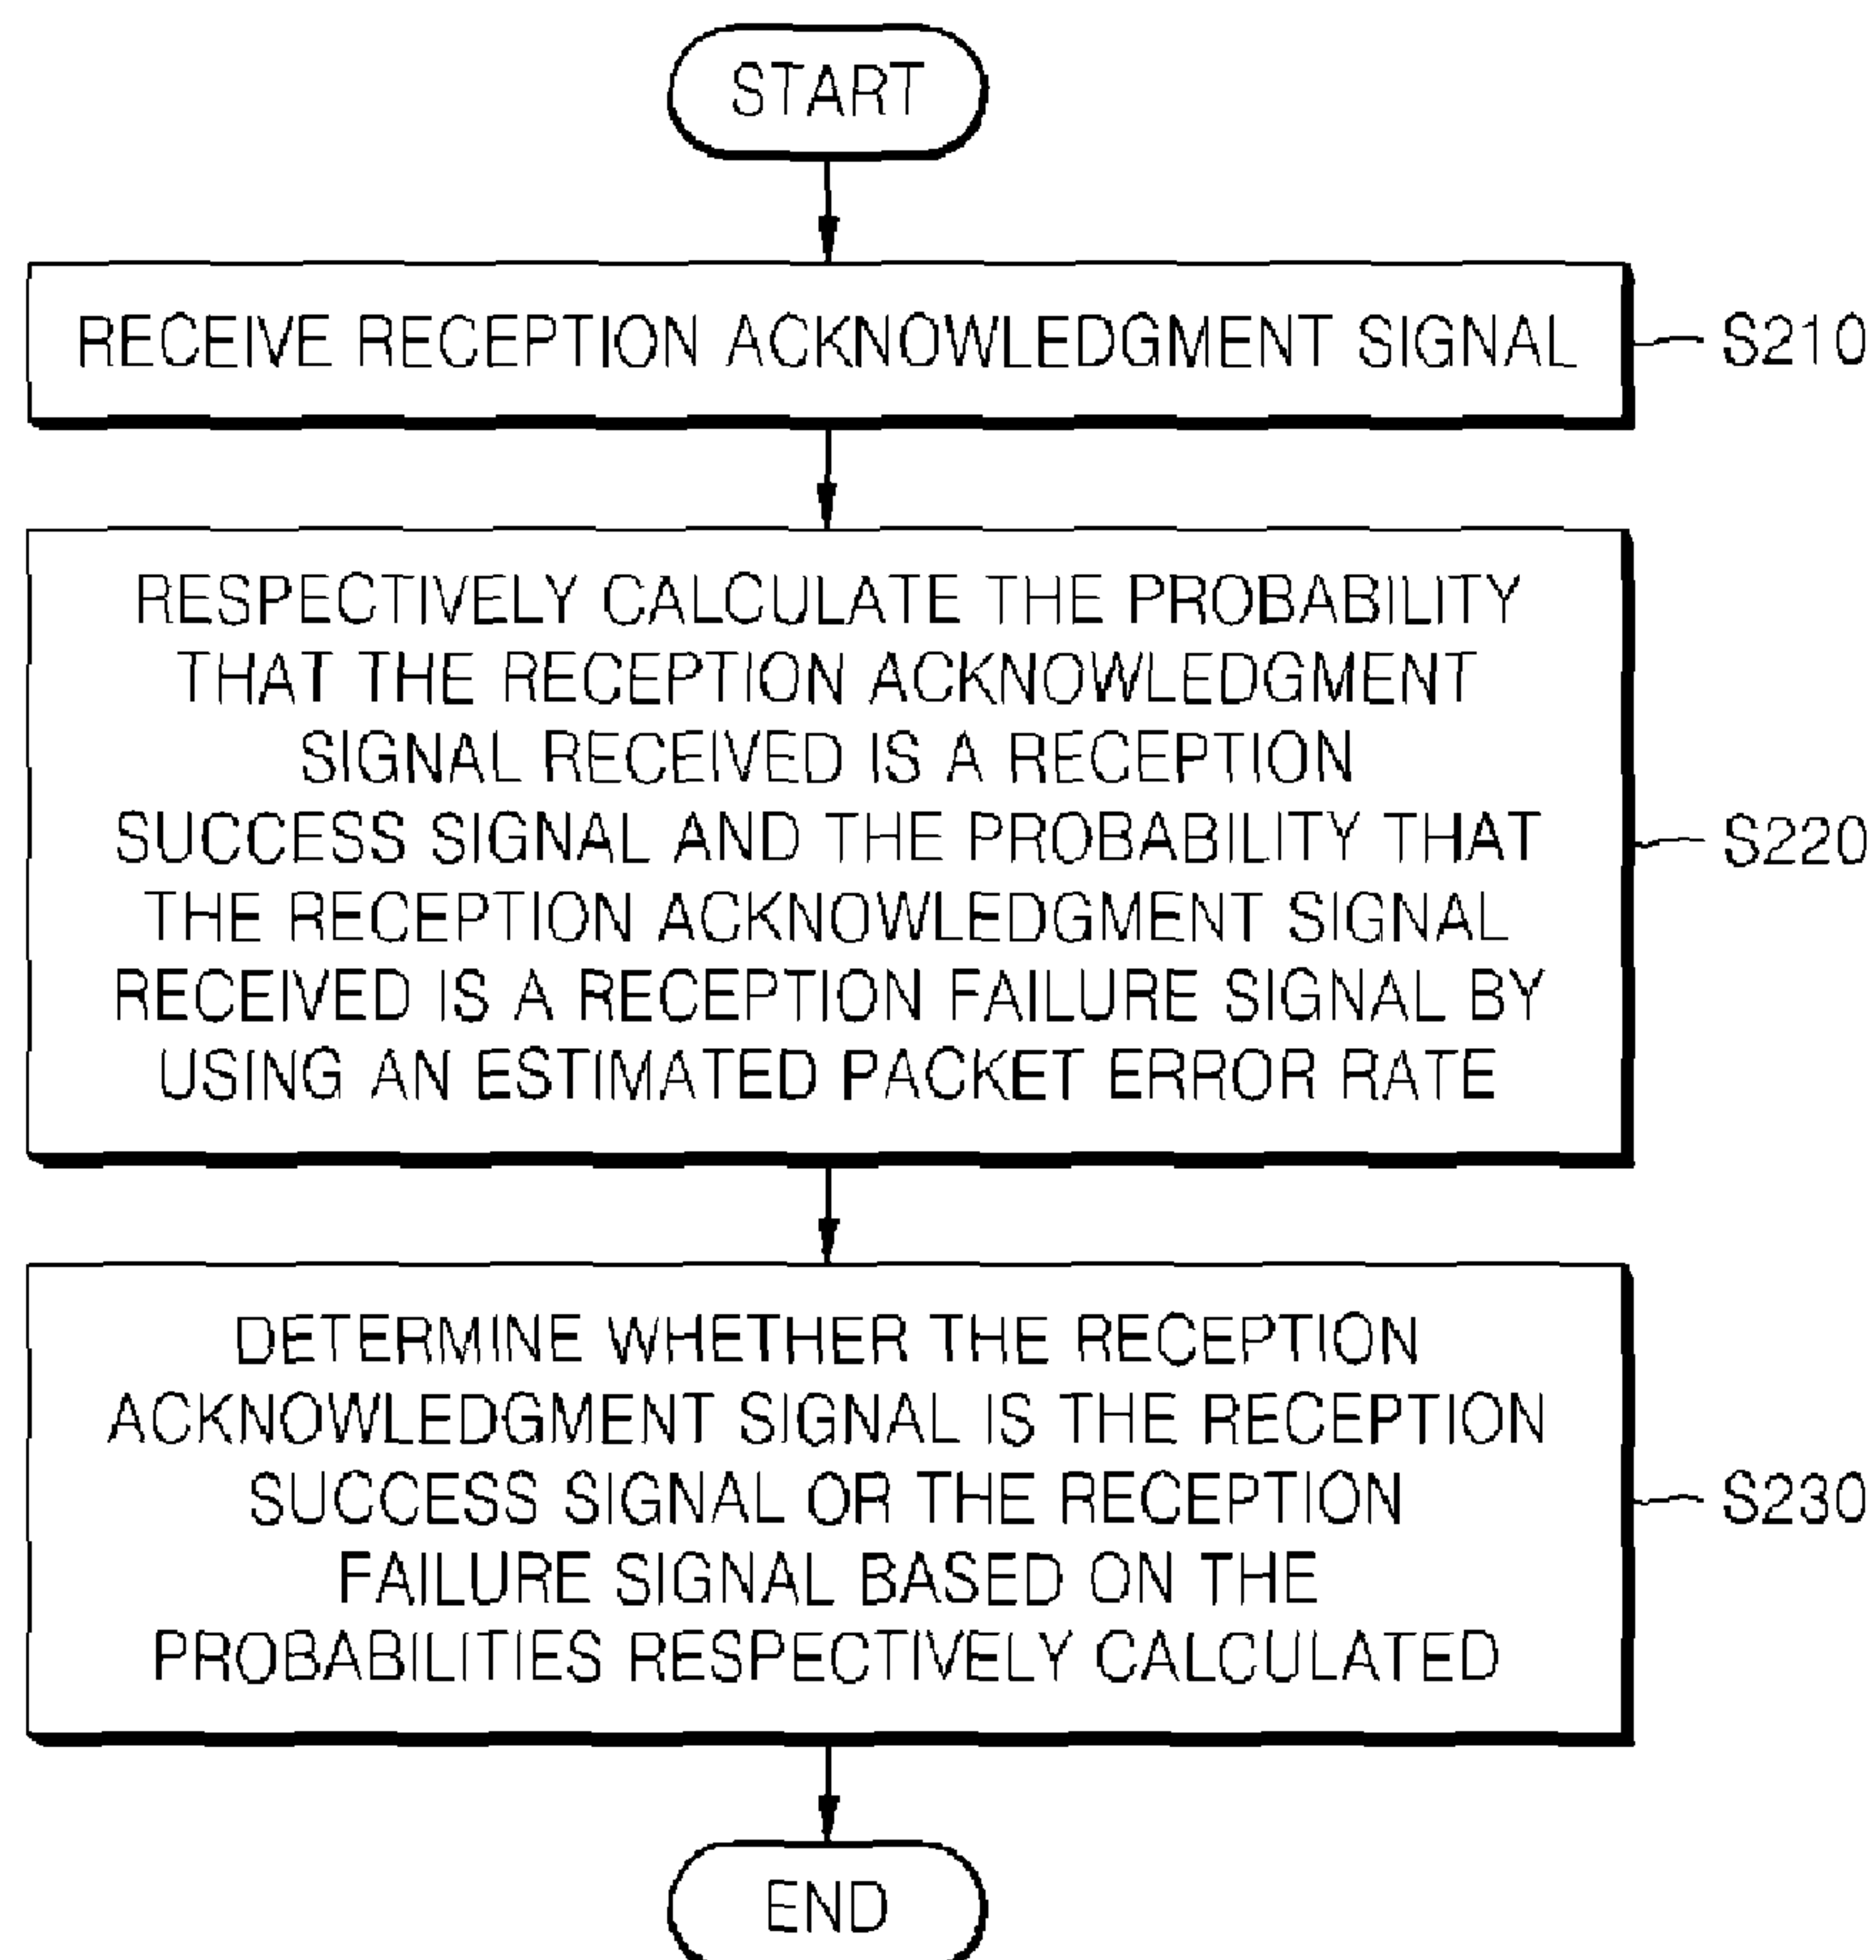 START
RECEIVE RECEPTION ACKNOWLEDGMENT SIGNAL
S210
RESPECTIVELY CALCULATE THE PROBABILITY
THAT THE RECEPTION ACKNOWLEDGMENT
SIGNAL RECEIVED IS A RECEPTION
SUCCESS SIGNAL AND THE PROBABILITY THAT
THE RECEPTION ACKNOWLEDGMENT SIGNAL
RECEIVED IS A RECEPTION FAILURE SIGNAL BY
USING AN ESTIMATED PACKET ERROR RATE
S220
DETERMINE WHETHER THE RECEPTION
ACKNOWLEDGMENT SIGNAL IS THE RECEPTION
SUCCESS SIGNAL OR THE RECEPTION
FAILURE SIGNAL BASED ON THE
PROBABILITIES RESPECTIVELY CALCULATED
S230
END